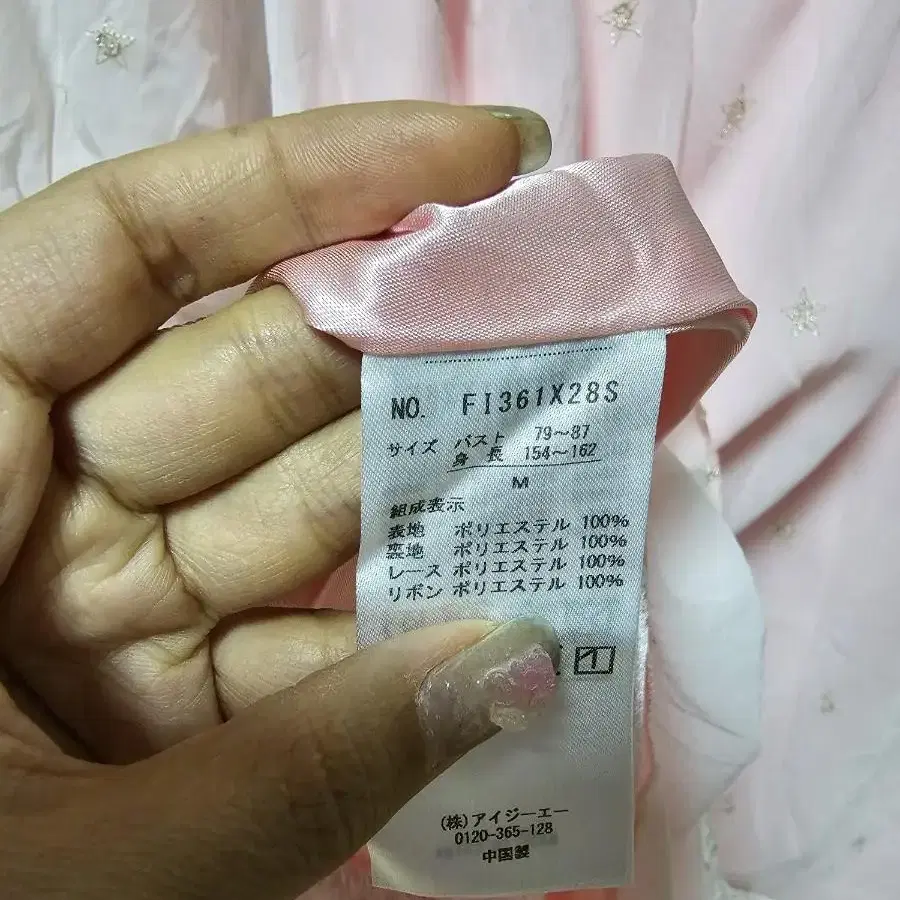 NO. FI361X28S
サイズ バスト 79〜87
身 長 154〜162
M
組成表示
表地 ポリエステル 100%
裏地 ポリエステル 100%
レース ポリエステル 100%
リボン ポリエステル 100%
(株)アイジーエー
0120-365-128
中国製